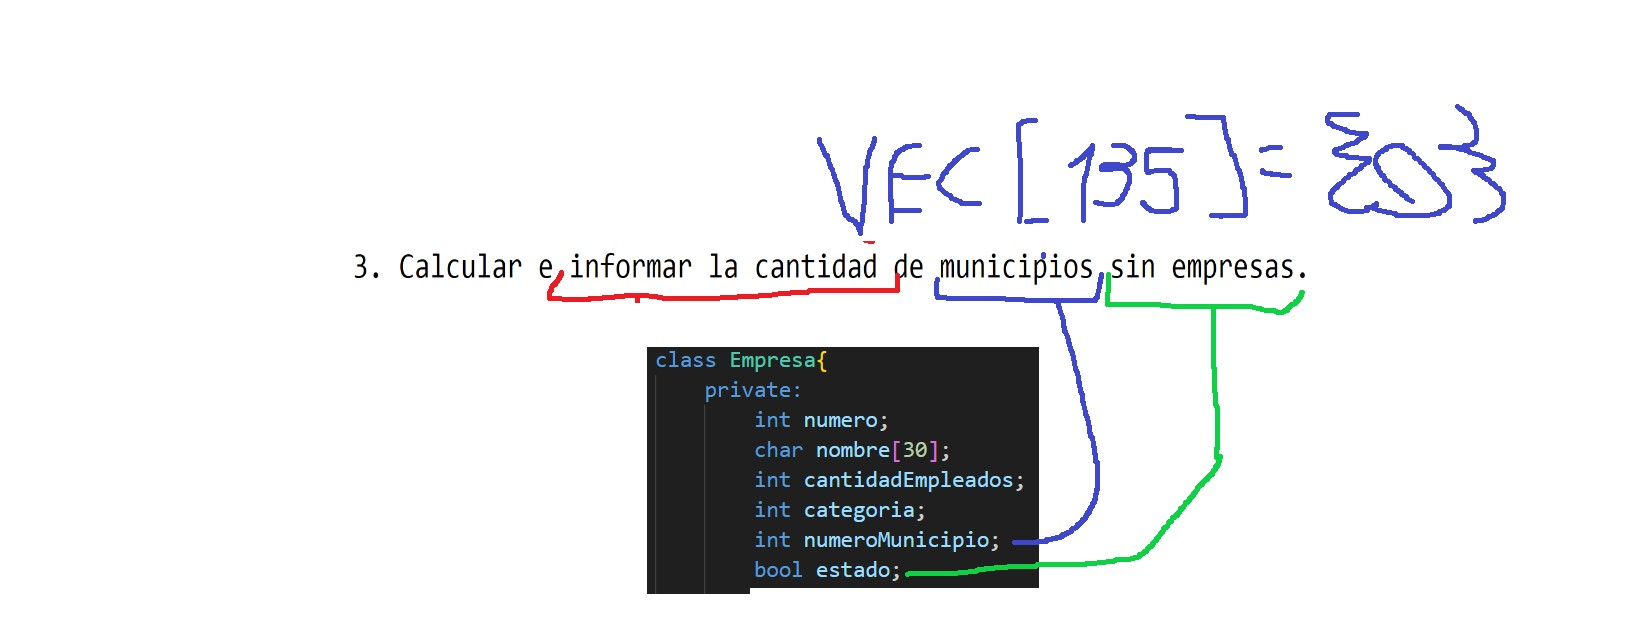 VEC [135] = {0}
3. Calcular e informar la cantidad de municipios sin empresas.
class Empresa{
private:
int numero;
char nombre[30];
int cantidadEmpleados;
int categoria;
int numeroMunicipio;
bool estado;